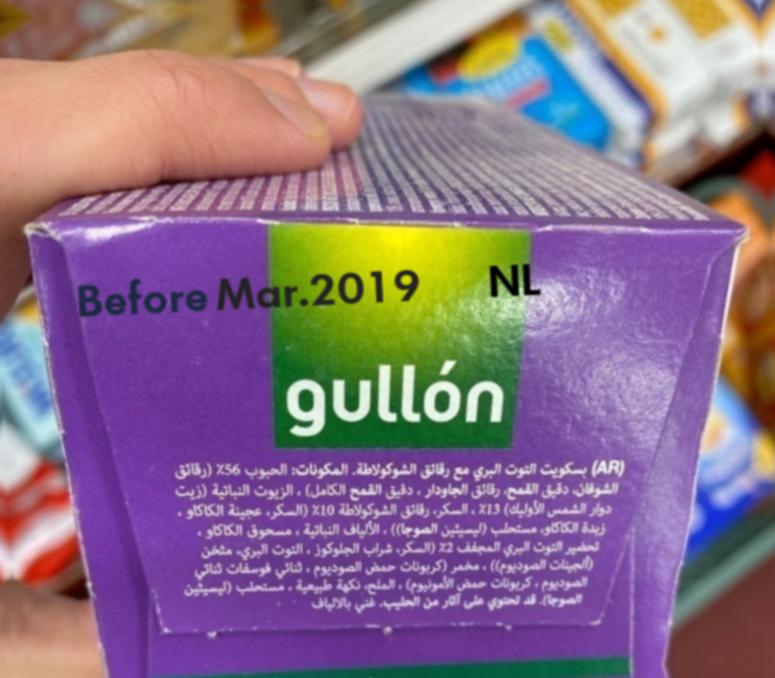 Before Mar.2019 NL
gullón
(AR) بسكويت التوت البري مع رقائق الشوكولاطة. المكونات: الحبوب 56٪ (رقائق
الشوفان، دقيق القمح، رقائق الجاودار ، دقيق القمح الكامل) ، الزيوت النباتية (زيت
دوار الشمس الأوليك) 13٪ ، السكر، رقائق الشوكولاطة 10٪ (السكر، عجينة الكاكاو ،
زبدة الكاكاو، مستحلب (ليسيثين الصوجا)) ، الألياف النباتية ، مسحوق الكاكاو ،
تحضير التوت البري المجفف 2٪ (السكر، شراب الجلوكوز ، التوت البري، مثخن
(ألجينات الصوديوم)) ، مخمر (كربونات حمض الصوديوم ، ثنائي فوسفات ثنائي
الصوديوم ، كربونات حمض الأمونيوم) ، الملح، نكهة طبيعية ، مستحلب (ليسيثين
الصوجا). قد تحتوي على آثار من الحليب. غني بالالياف